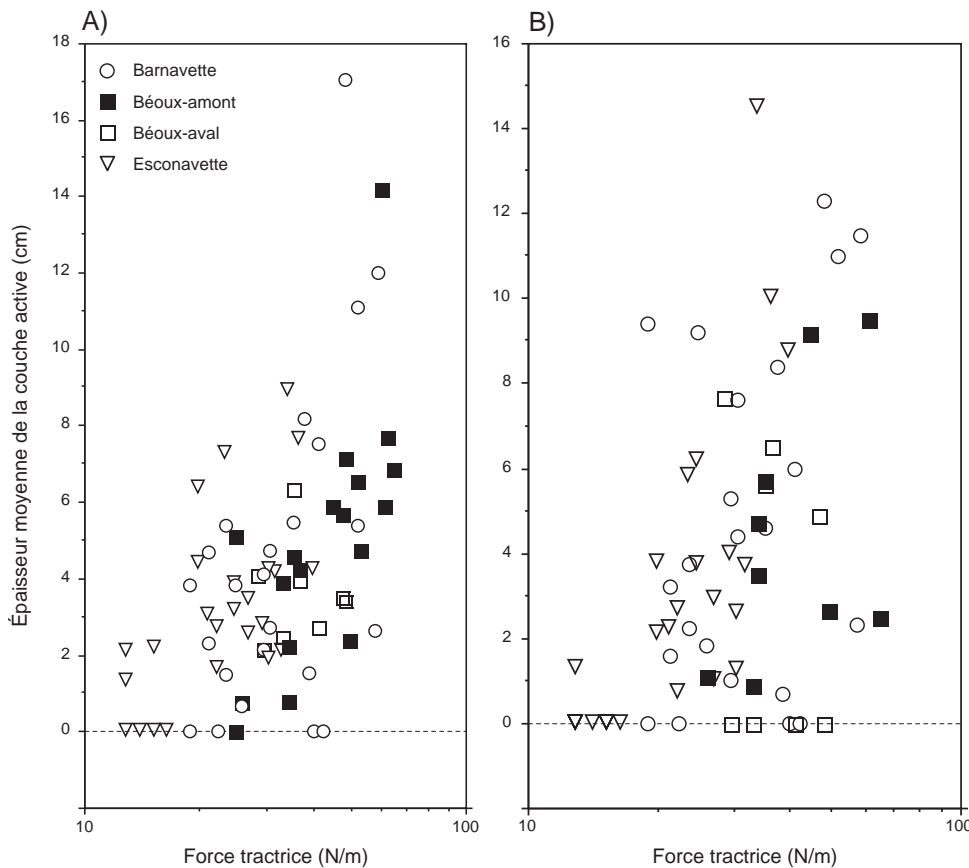 A)
B)
18
16
14
12
10
8
6
4
2
0
Barnavette
Béoux-amont
Béoux-aval
Esconavette
Épaisseur moyenne de la couche active (cm)
10
100
Force tractrice (N/m)
16
14
12
10
8
6
4
2
0
10
100
Force tractrice (N/m)